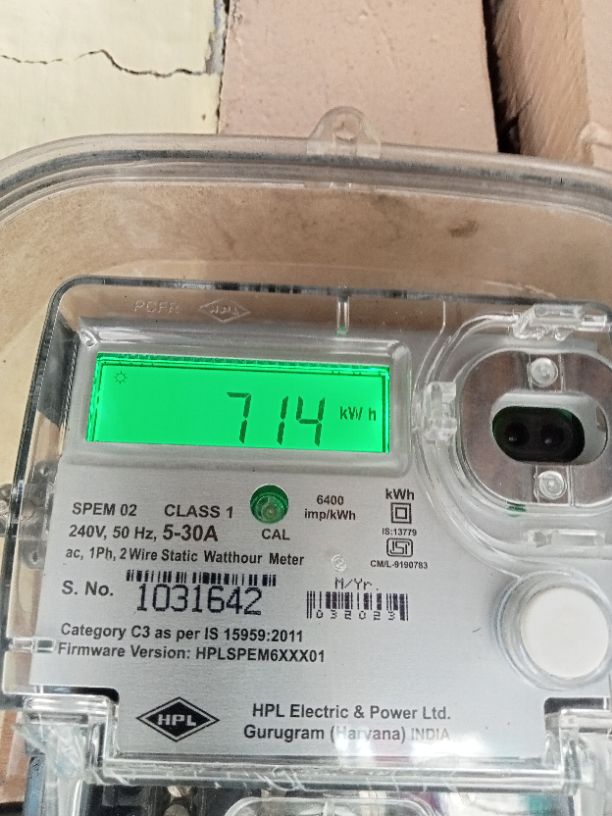 PCFR HPL
714 kWh
SPEM 02 CLASS 1
6400
imp/kWh
kWh
240V, 50 Hz, 5-30A
CAL
IS:13779
ac, 1Ph, 2 Wire Static Watthour Meter
CM/L-9190783
S. No. 1031642
M/Yr.
032023
Category C3 as per IS 15959:2011
Firmware Version: HPLSPEM6XXX01
HPL
HPL Electric & Power Ltd.
Gurugram (Haryana) INDIA